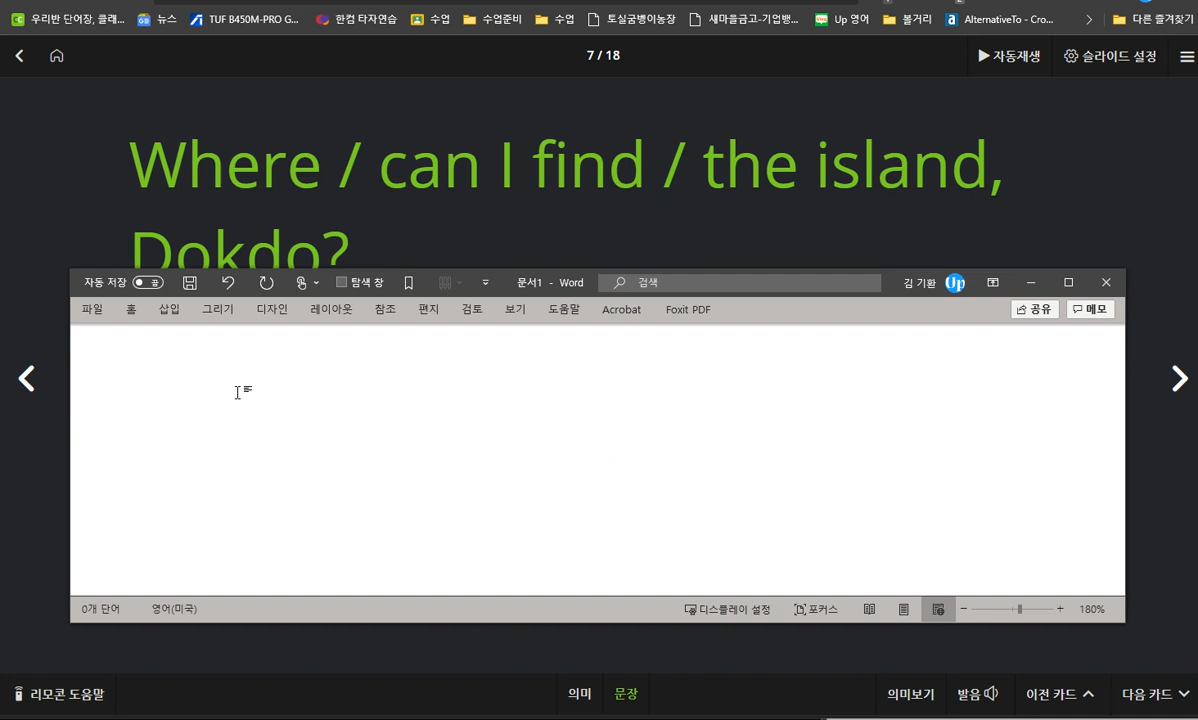 우리반 단어장, 클래... 뉴스 TUF B450M-PRO G... 한컴 타자연습 수업 수업준비 수업 토실굼벵이농장 새마을금고-기업뱅... Up 영어 볼거리 AlternativeTo - Cro... 다른 즐겨찾기
7 / 18 자동재생 슬라이드 설정
Where / can I find / the island,
Dokdo?
자동 저장 끔 탐색 창 문서1 - Word 검색 김 기환 Up
파일 홈 삽입 그리기 디자인 레이아웃 참조 편지 검토 보기 도움말 Acrobat Foxit PDF 공유 메모
0개 단어 영어(미국) 디스플레이 설정 포커스 180%
리모콘 도움말 의미 문장 의미보기 발음 이전 카드 다음 카드